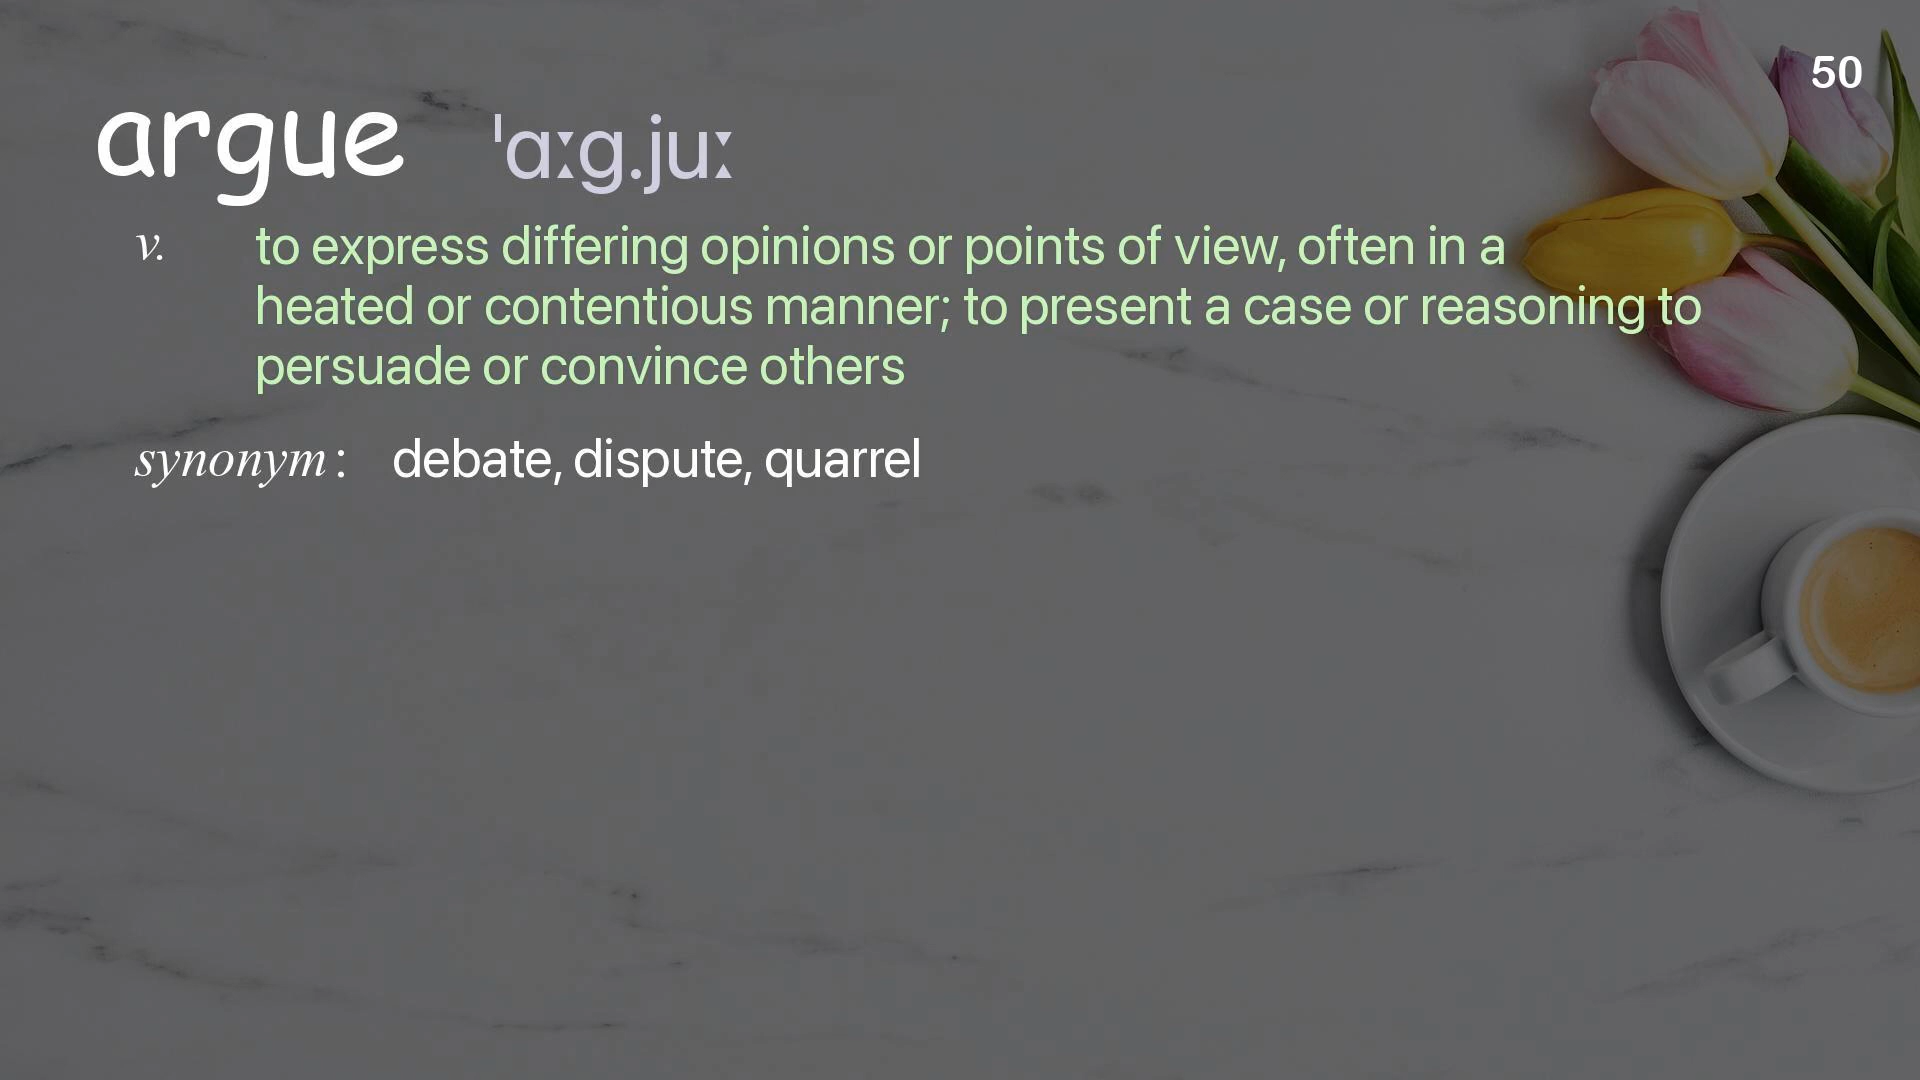 50
argue ˈɑːg.juː
v. to express differing opinions or points of view, often in a
heated or contentious manner; to present a case or reasoning to
persuade or convince others
synonym: debate, dispute, quarrel